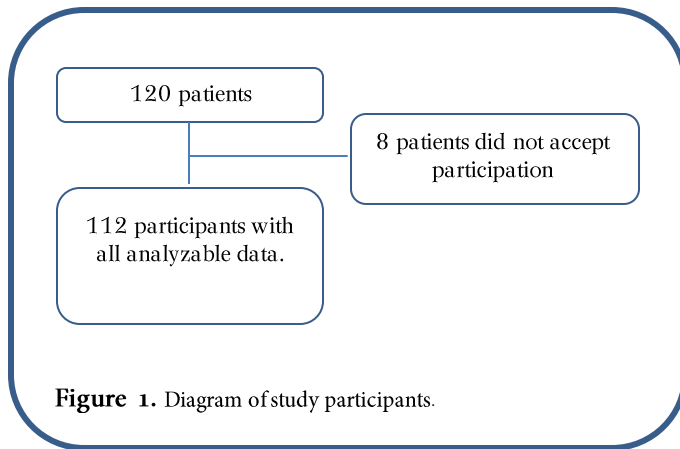 120 patients
8 patients did not accept
participation
112 participants with
all analyzable data.
Figure 1. Diagram of study participants.